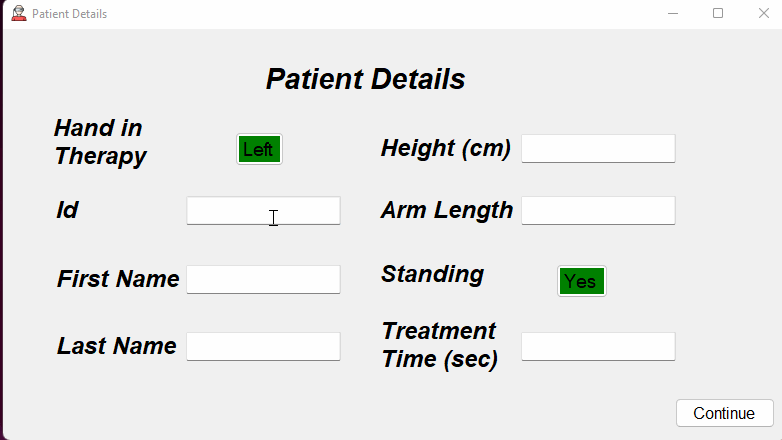 Patient Details
Patient Details
Hand in
Therapy
Left
Height (cm)
Id
Arm Length
First Name
Standing
Yes
Last Name
Treatment
Time (sec)
Continue